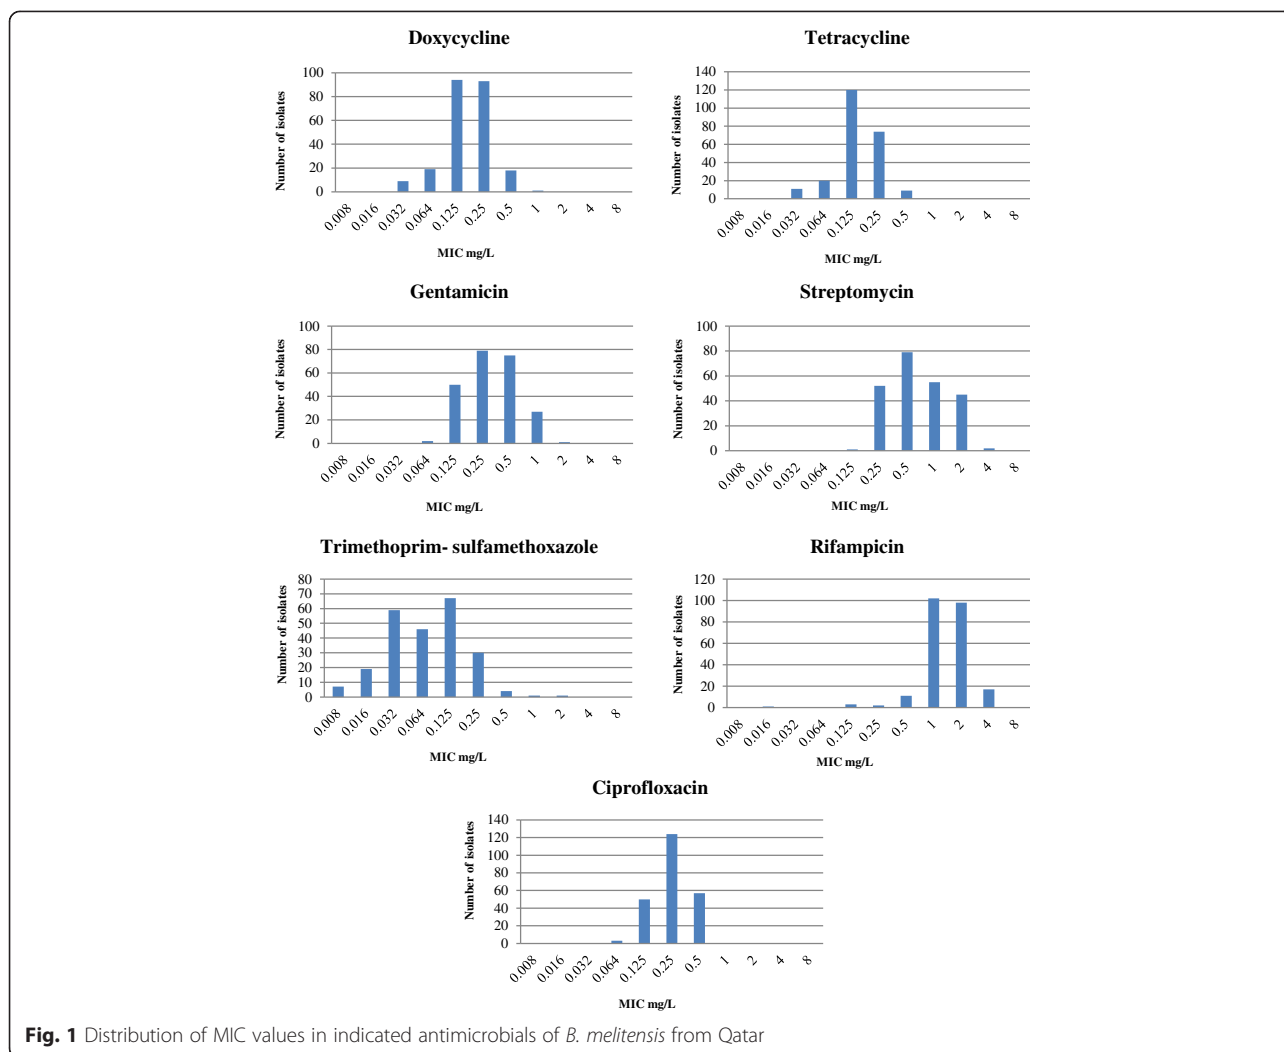 Doxycycline
Number of isolates
100
80
60
40
20
0
0.008 0.016 0.032 0.064 0.125 0.25 0.5 1 2 4 8
MIC mg/L
Tetracycline
Number of isolates
140
120
100
80
60
40
20
0
0.008 0.016 0.032 0.064 0.125 0.25 0.5 1 2 4 8
MIC mg/L
Gentamicin
Number of isolates
100
80
60
40
20
0
0.008 0.016 0.032 0.064 0.125 0.25 0.5 1 2 4 8
MIC mg/L
Streptomycin
Number of isolates
100
80
60
40
20
0
0.008 0.016 0.032 0.064 0.125 0.25 0.5 1 2 4 8
MIC mg/L
Trimethoprim- sulfamethoxazole
Number of isolates
80
70
60
50
40
30
20
10
0
0.008 0.016 0.032 0.064 0.125 0.25 0.5 1 2 4 8
MIC mg/L
Rifampicin
Number of isolates
120
100
80
60
40
20
0
0.008 0.016 0.032 0.064 0.125 0.25 0.5 1 2 4 8
MIC mg/L
Ciprofloxacin
Number of isolates
140
120
100
80
60
40
20
0
0.008 0.016 0.032 0.064 0.125 0.25 0.5 1 2 4 8
MIC mg/L
Fig. 1 Distribution of MIC values in indicated antimicrobials of B. melitensis from Qatar